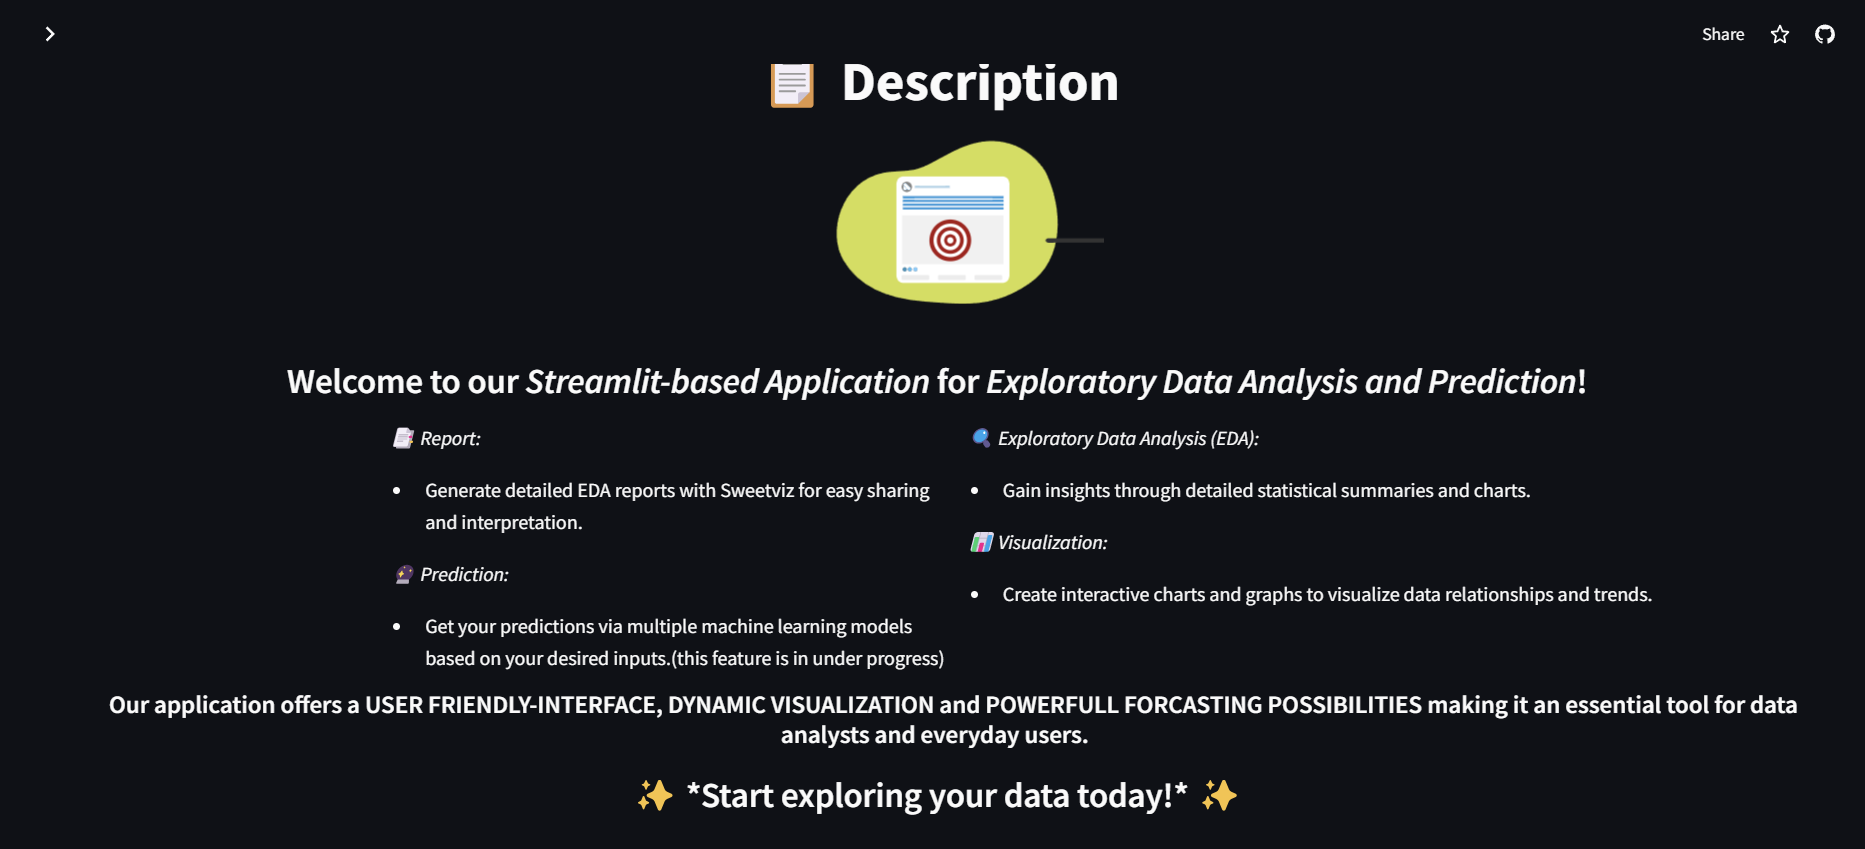 Share
Description
Welcome to our Streamlit-based Application for Exploratory Data Analysis and Prediction!
Report:
Generate detailed EDA reports with Sweetviz for easy sharing
and interpretation.
Prediction:
Get your predictions via multiple machine learning models
based on your desired inputs.(this feature is in under progress)
Exploratory Data Analysis (EDA):
Gain insights through detailed statistical summaries and charts.
Visualization:
Create interactive charts and graphs to visualize data relationships and trends.
Our application offers a USER FRIENDLY-INTERFACE, DYNAMIC VISUALIZATION and POWERFULL FORCASTING POSSIBILITIES making it an essential tool for data
analysts and everyday users.
✨ *Start exploring your data today!* ✨